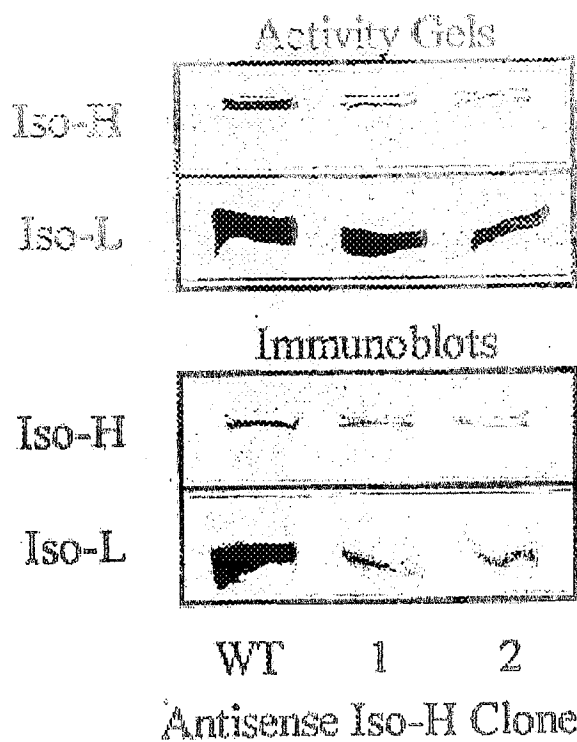 Activity Gels
Iso-H
Iso-L
Immunoblots
Iso-H
Iso-L
WT 1 2
Antisense Iso-H Clone